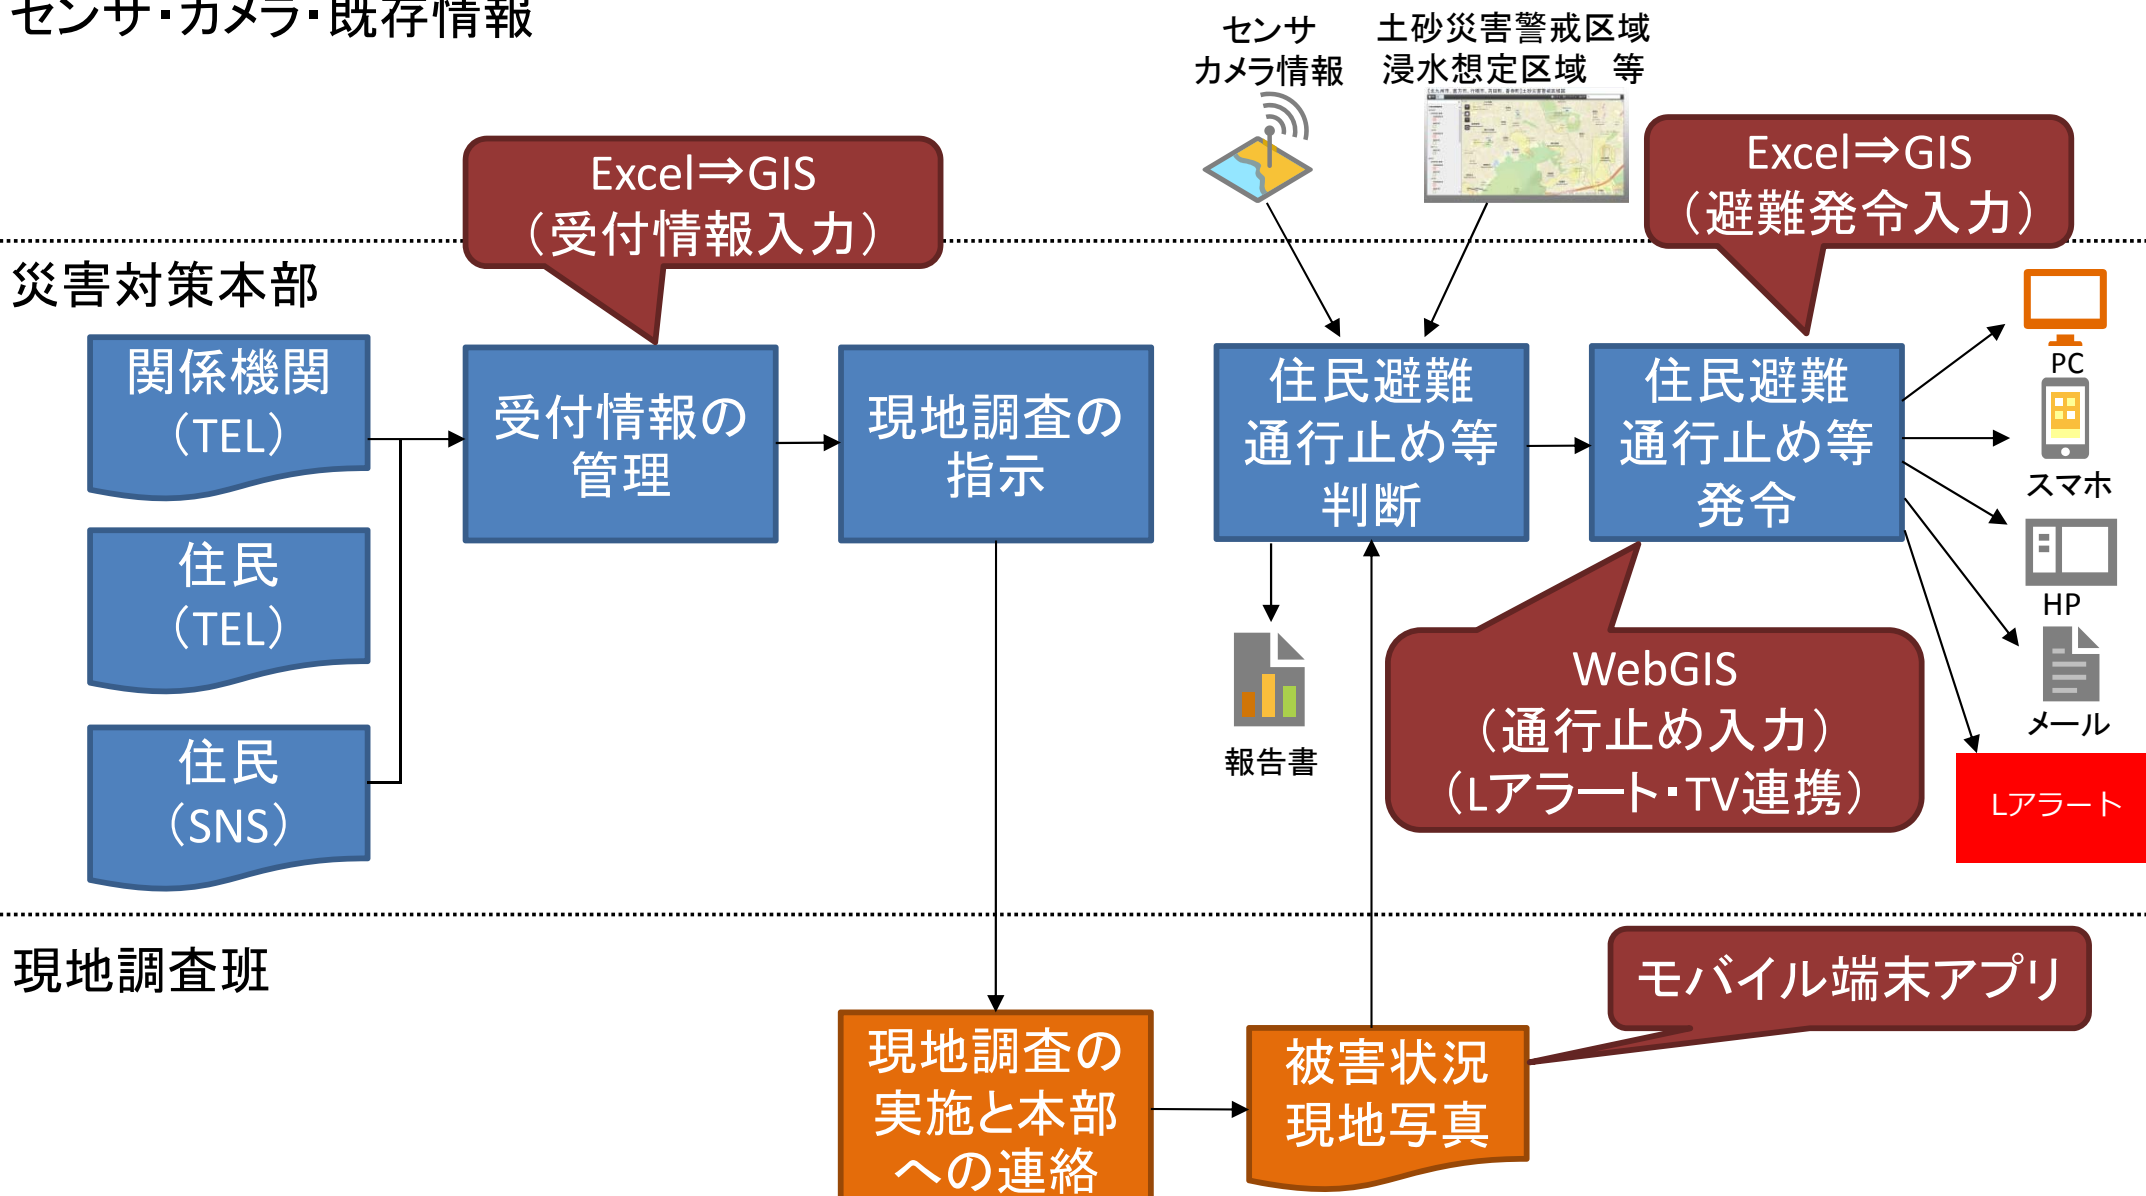 センサ・カメラ・既存情報
センサ
カメラ情報
土砂災害警戒区域
浸水想定区域　等
Excel⇒GIS
（受付情報入力）
Excel⇒GIS
（避難発令入力）
災害対策本部
関係機関
（TEL）
住民
（TEL）
住民
（SNS）
受付情報の
管理
現地調査の
指示
住民避難
通行止め等
判断
住民避難
通行止め等
発令
PC
スマホ
HP
メール
Lアラート
報告書
WebGIS
（通行止め入力）
（Lアラート・TV連携）
現地調査班
モバイル端末アプリ
現地調査の
実施と本部
への連絡
被害状況
現地写真